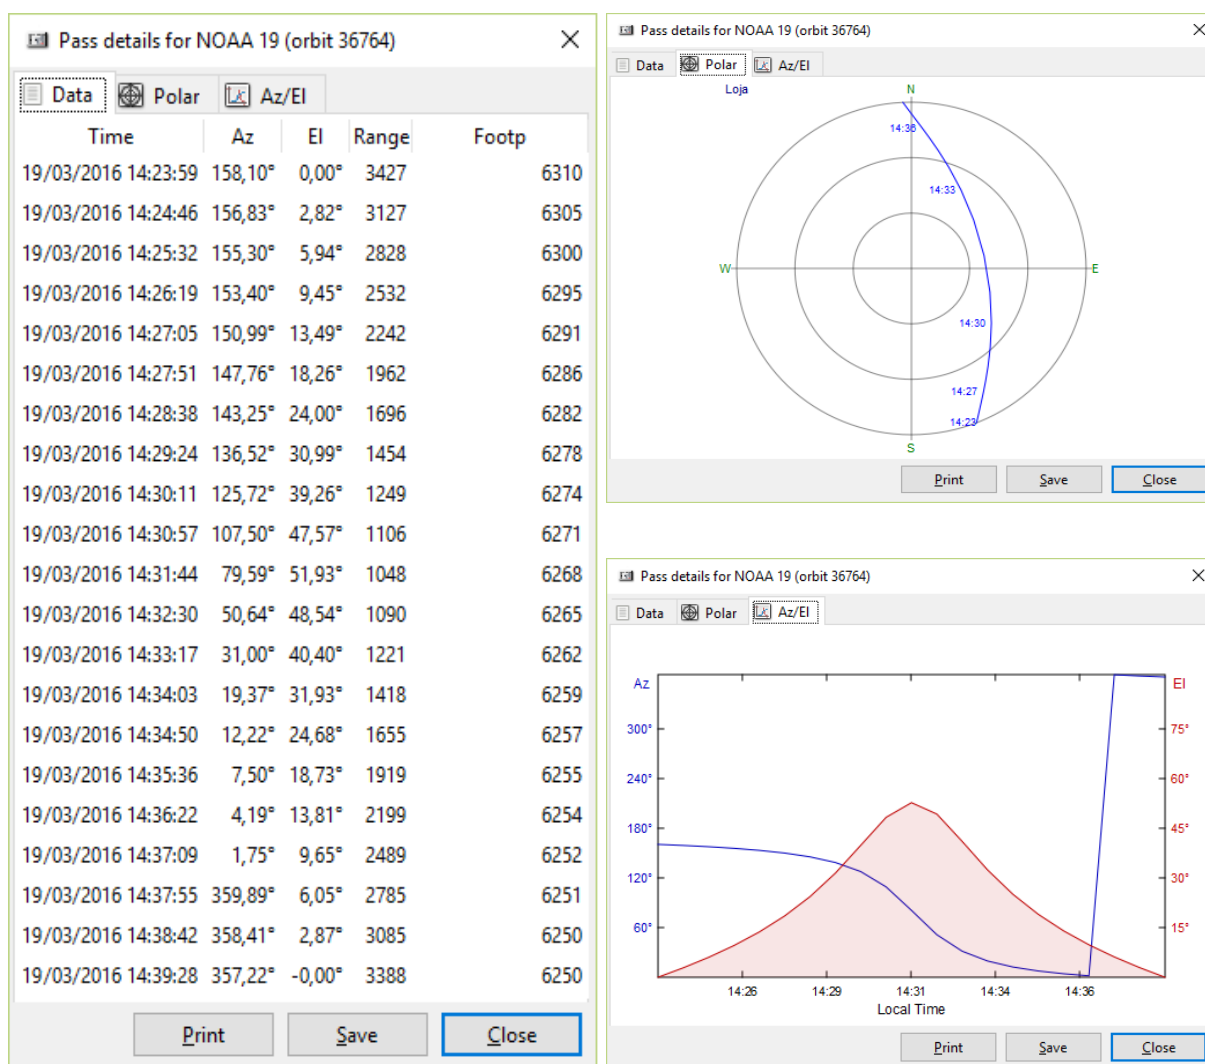 Pass details for NOAA 19 (orbit 36764)
Data Polar Az/El
Time Az El Range Footp
19/03/2016 14:23:59 158,10° 0,00° 3427 6310
19/03/2016 14:24:46 156,83° 2,82° 3127 6305
19/03/2016 14:25:32 155,30° 5,94° 2828 6300
19/03/2016 14:26:19 153,40° 9,45° 2532 6295
19/03/2016 14:27:05 150,99° 13,49° 2242 6291
19/03/2016 14:27:51 147,76° 18,26° 1962 6286
19/03/2016 14:28:38 143,25° 24,00° 1696 6282
19/03/2016 14:29:24 136,52° 30,99° 1454 6278
19/03/2016 14:30:11 125,72° 39,26° 1249 6274
19/03/2016 14:30:57 107,50° 47,57° 1106 6271
19/03/2016 14:31:44 79,59° 51,93° 1048 6268
19/03/2016 14:32:30 50,64° 48,54° 1090 6265
19/03/2016 14:33:17 31,00° 40,40° 1221 6262
19/03/2016 14:34:03 19,37° 31,93° 1418 6259
19/03/2016 14:34:50 12,22° 24,68° 1655 6257
19/03/2016 14:35:36 7,50° 18,73° 1919 6255
19/03/2016 14:36:22 4,19° 13,81° 2199 6254
19/03/2016 14:37:09 1,75° 9,65° 2489 6252
19/03/2016 14:37:55 359,89° 6,05° 2785 6251
19/03/2016 14:38:42 358,41° 2,87° 3085 6250
19/03/2016 14:39:28 357,22° -0,00° 3388 6250
Print Save Close
Pass details for NOAA 19 (orbit 36764)
Data Polar Az/El
Loja N
14:36
14:33
W E
14:30
14:27
14:23
S
Print Save Close
Pass details for NOAA 19 (orbit 36764)
Data Polar Az/El
Az El
300° 75°
240° 60°
180° 45°
120° 30°
60° 15°
14:26 14:29 14:31 14:34 14:36
Local Time
Print Save Close